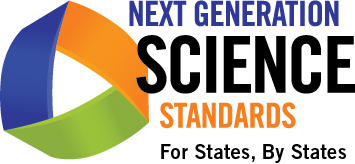 NEXT GENERATION
SCIENCE
STANDARDS
For States, By States